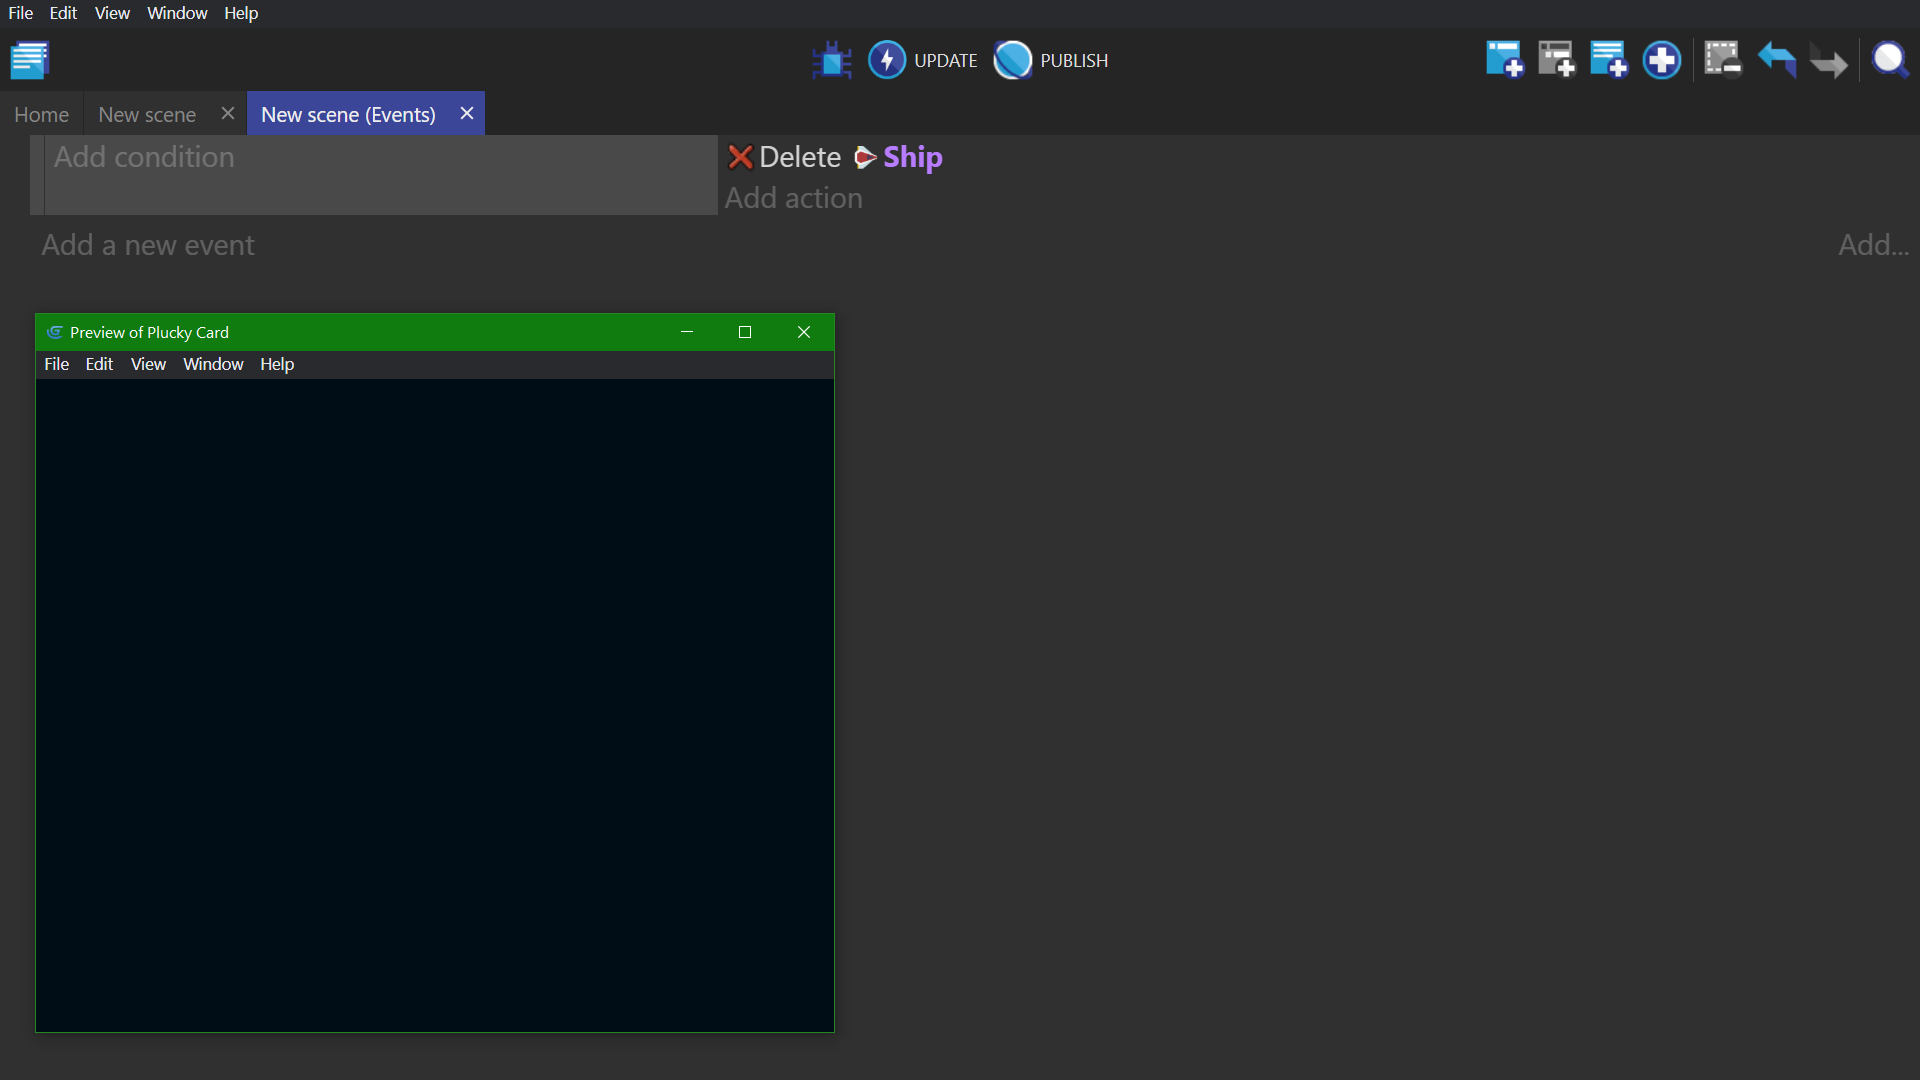 File Edit View Window Help
UPDATE PUBLISH
Home New scene New scene (Events)
Add condition
Delete Ship
Add action
Add a new event
Add...
Preview of Plucky Card
File Edit View Window Help